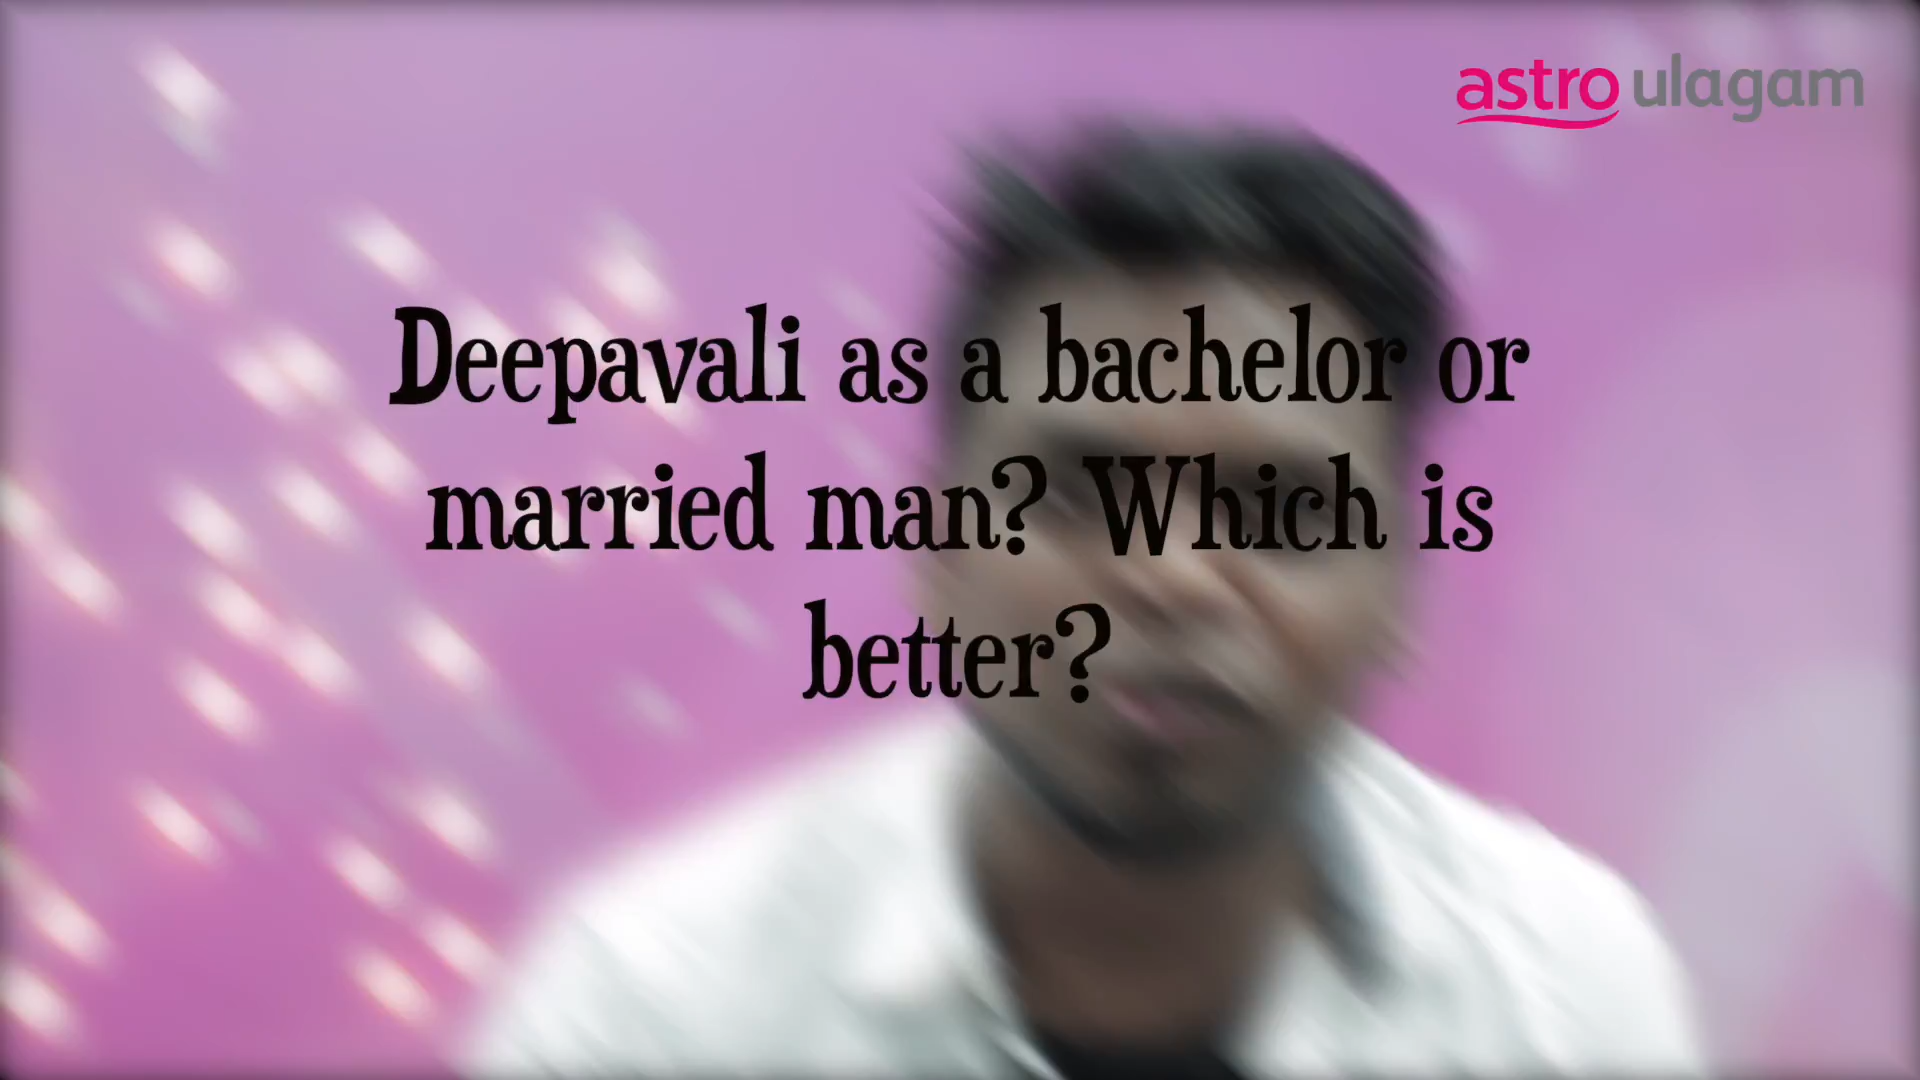 astro ulagam
Deepavali as a bachelor or
married man? Which is
better?